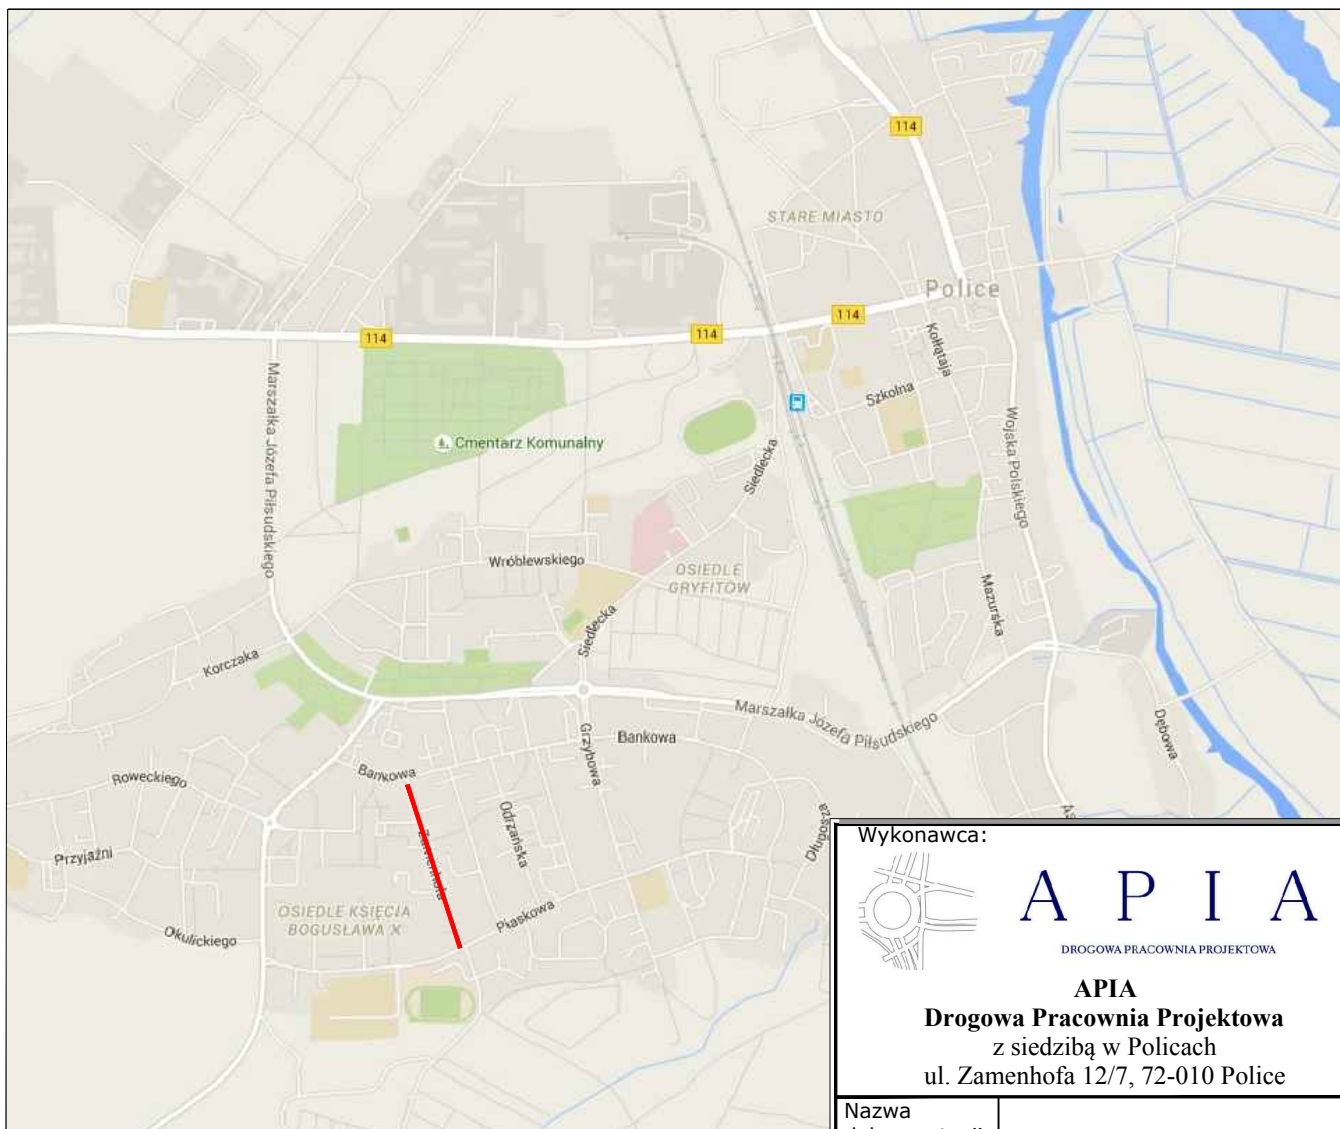 114
STARE MIASTO
Police
114
114
114
Kołłątaja
Szkolna
Marszałka Józefa Piłsudskiego
Cmentarz Komunalny
Siedlecka
Wojska Polskiego
Wróblewskiego
OSIEDLE
GRYFITÓW
Mazurska
Siedlecka
Korczaka
Marszałka Józefa Piłsudskiego
Dębowa
Grzybowa
Bankowa
Bankowa
Roweckiego
Odrzańska
Długosza
Przyjaźni
Zamenhofa
OSIEDLE KSIĘCIA
BOGUSŁAWA X
Piaskowa
Okulickiego
Wykonawca:
A P I A
DROGOWA PRACOWNIA PROJEKTOWA
APIA
Drogowa Pracownia Projektowa
z siedzibą w Policach
ul. Zamenhofa 12/7, 72-010 Police
Nazwa